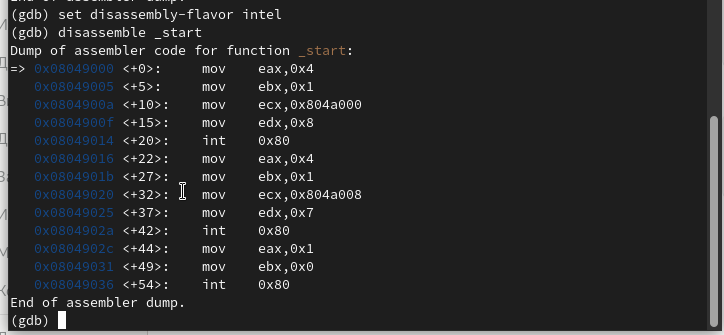 (gdb) set disassembly-flavor intel
(gdb) disassemble _start
Dump of assembler code for function _start:
=> 0x08049000 <+0>:     mov    eax,0x4
   0x08049005 <+5>:     mov    ebx,0x1
   0x0804900a <+10>:    mov    ecx,0x804a000
   0x0804900f <+15>:    mov    edx,0x8
   0x08049014 <+20>:    int    0x80
   0x08049016 <+22>:    mov    eax,0x4
   0x0804901b <+27>:    mov    ebx,0x1
   0x08049020 <+32>:    mov    ecx,0x804a008
   0x08049025 <+37>:    mov    edx,0x7
   0x0804902a <+42>:    int    0x80
   0x0804902c <+44>:    mov    eax,0x1
   0x08049031 <+49>:    mov    ebx,0x0
   0x08049036 <+54>:    int    0x80
End of assembler dump.
(gdb)